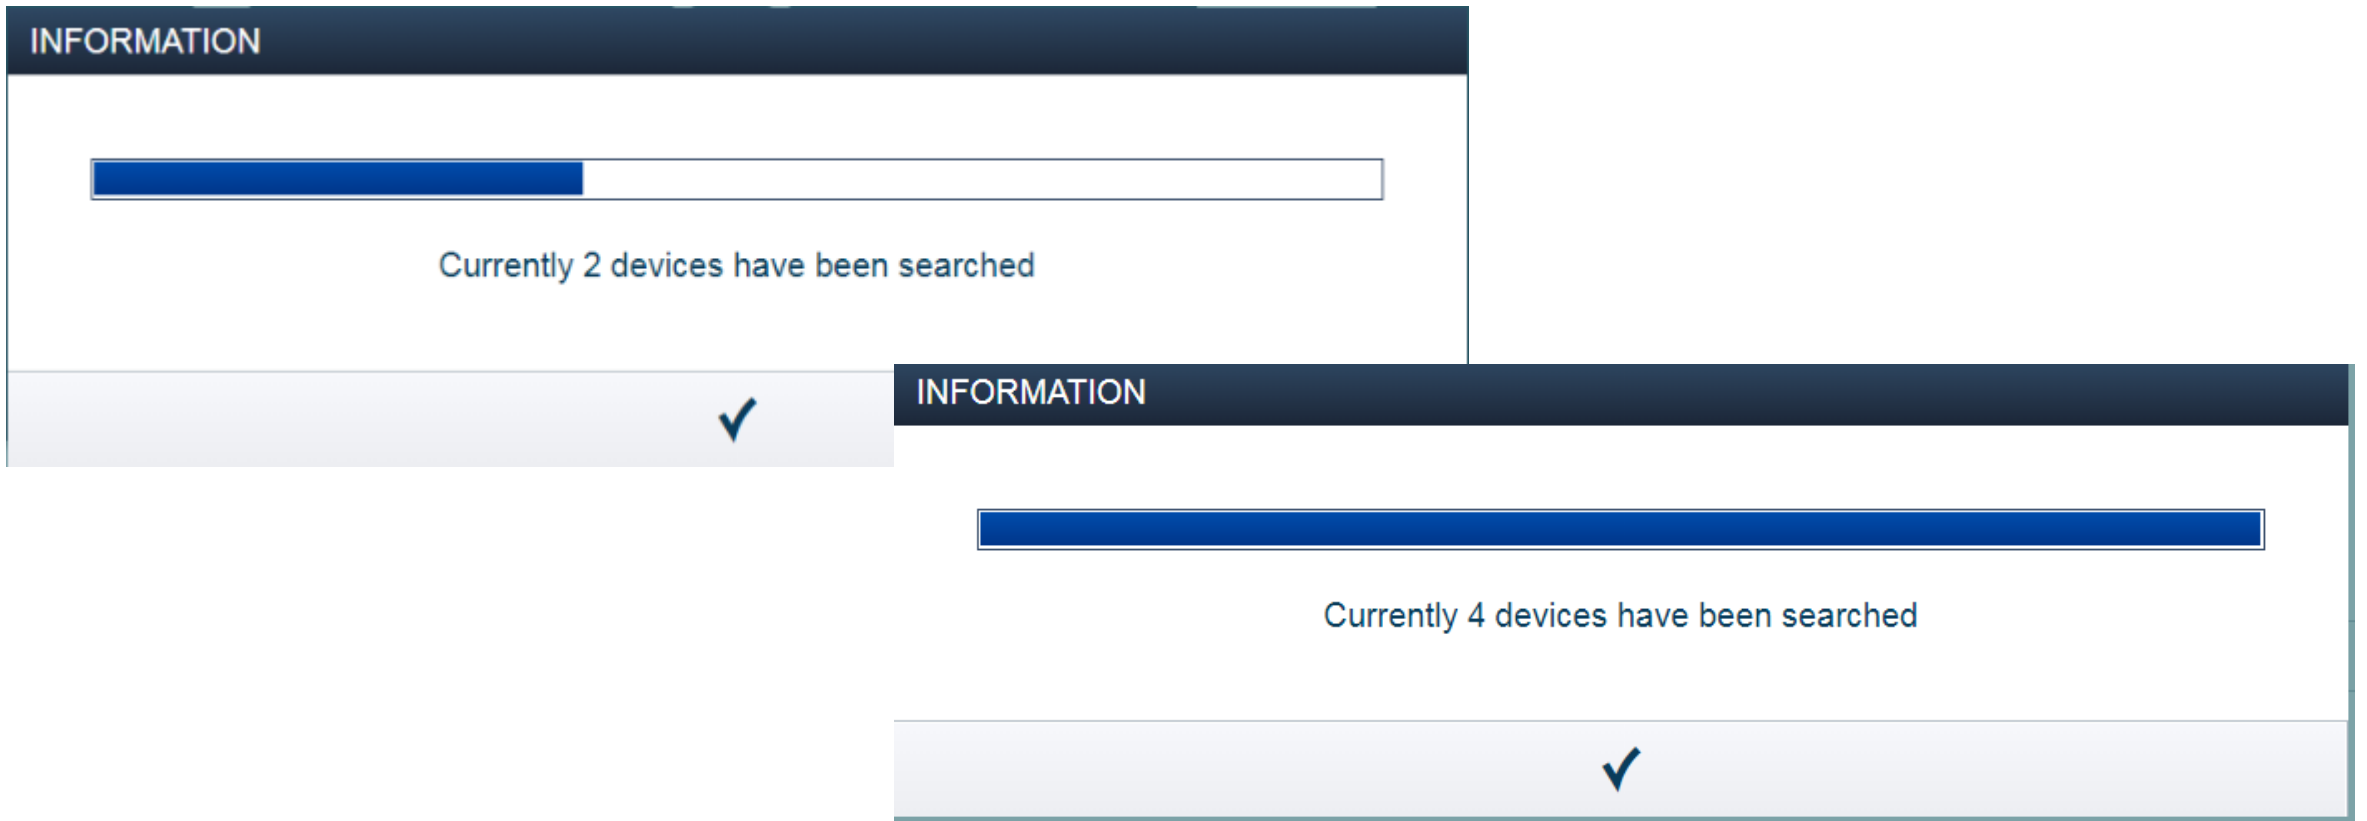 INFORMATION
Currently 2 devices have been searched
INFORMATION
Currently 4 devices have been searched